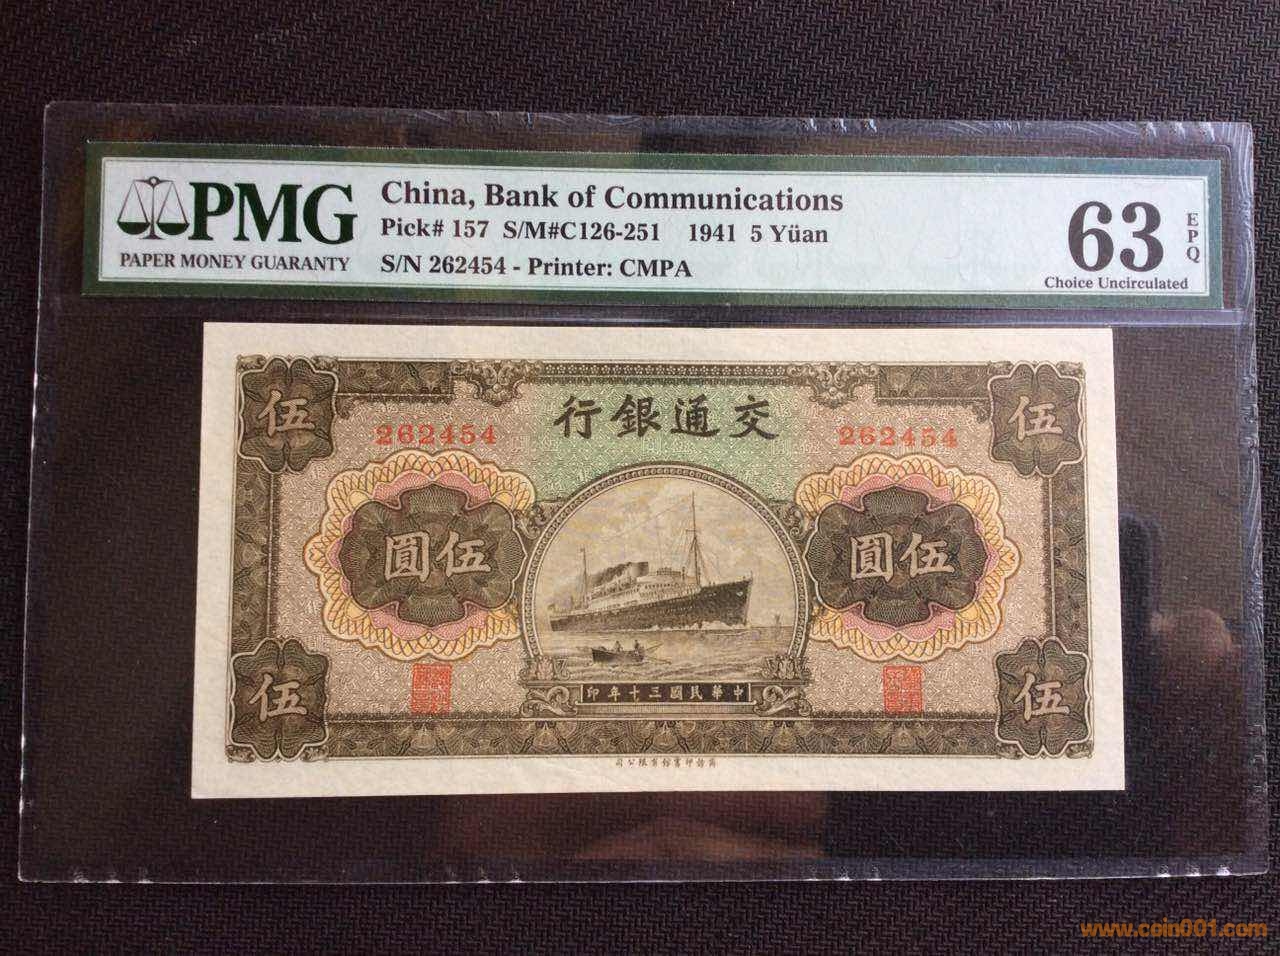 PMG
PAPER MONEY GUARANTY
China, Bank of Communications
Pick# 157 S/M#C126-251 1941 5 Yüan
S/N 262454 - Printer: CMPA
63
EPQ
Choice Uncirculated
伍
伍
行銀通交
262454
262454
圓伍
圓伍
伍
伍
印年十三國民華中
www.coin001.com